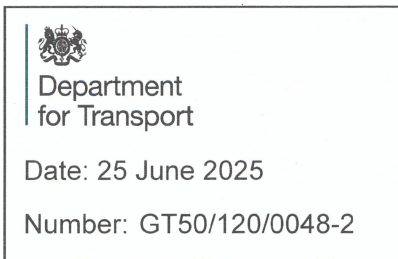 Department
for Transport
Date: 25 June 2025
Number: GT50/120/0048-2